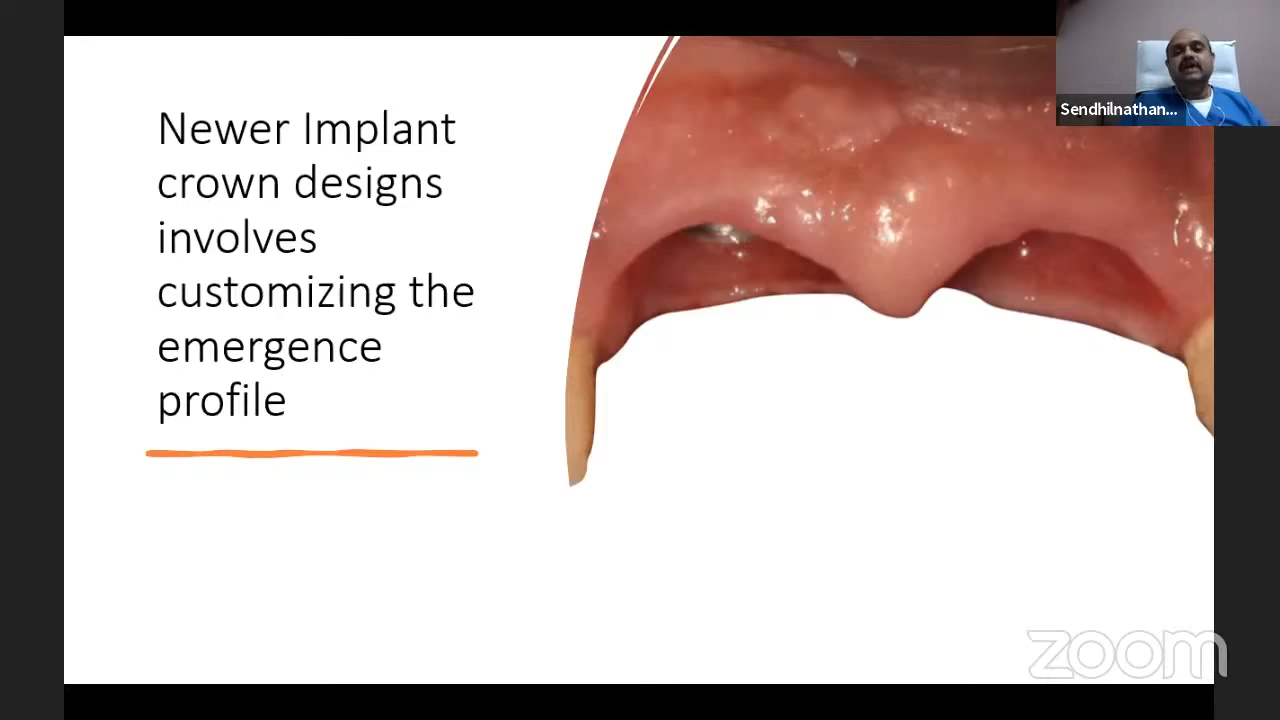 Newer Implant
crown designs
involves
customizing the
emergence
profile
Sendhilnathan...
zoom